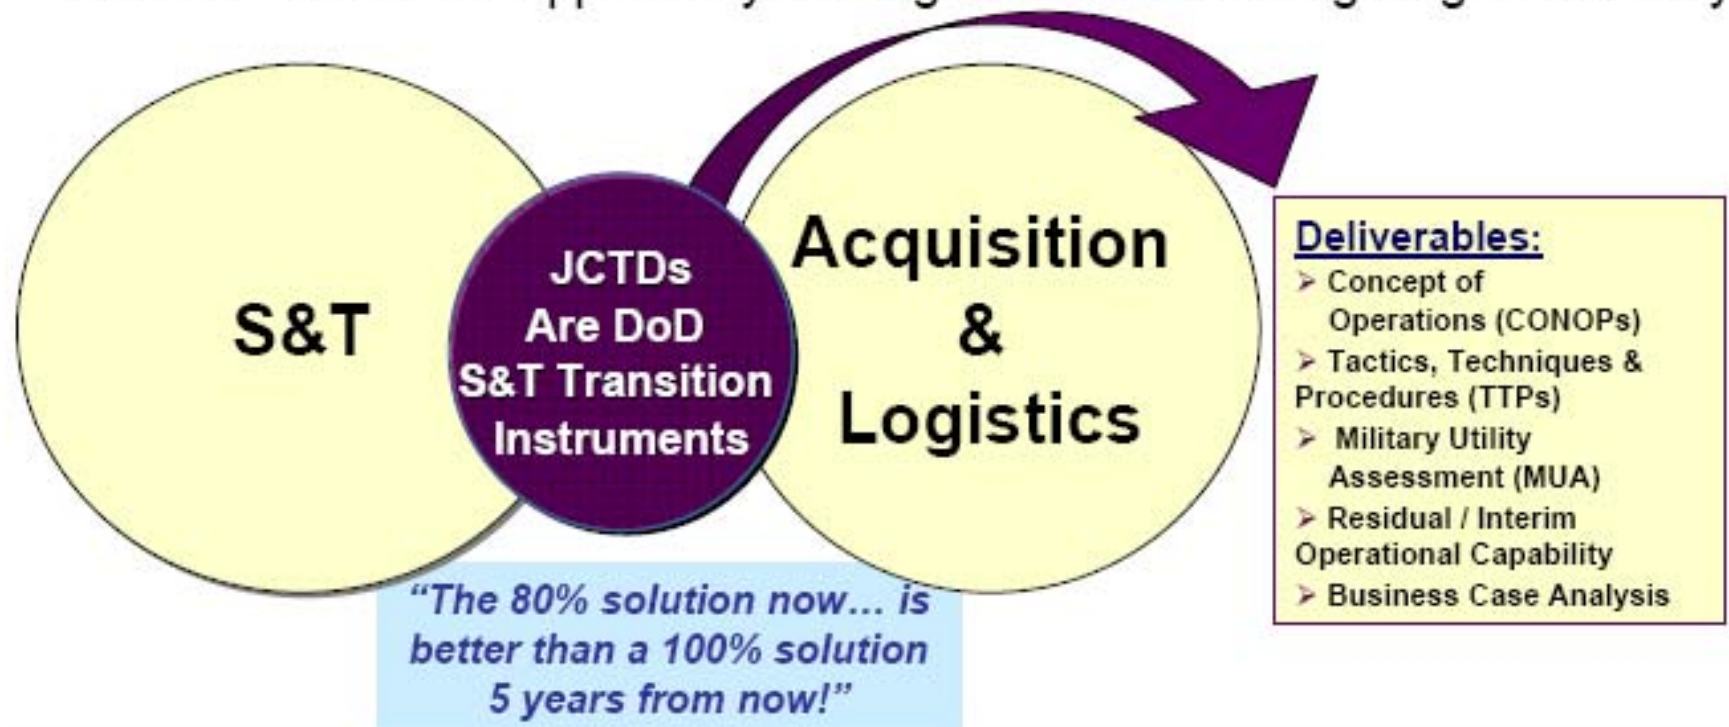 S&T
JCTDs
Are DoD
S&T Transition
Instruments
Acquisition
&
Logistics
Deliverables:
➢ Concept of
Operations (CONOPs)
➢ Tactics, Techniques &
Procedures (TTPs)
➢ Military Utility
Assessment (MUA)
➢ Residual / Interim
Operational Capability
➢ Business Case Analysis
“The 80% solution now… is
better than a 100% solution
5 years from now!”